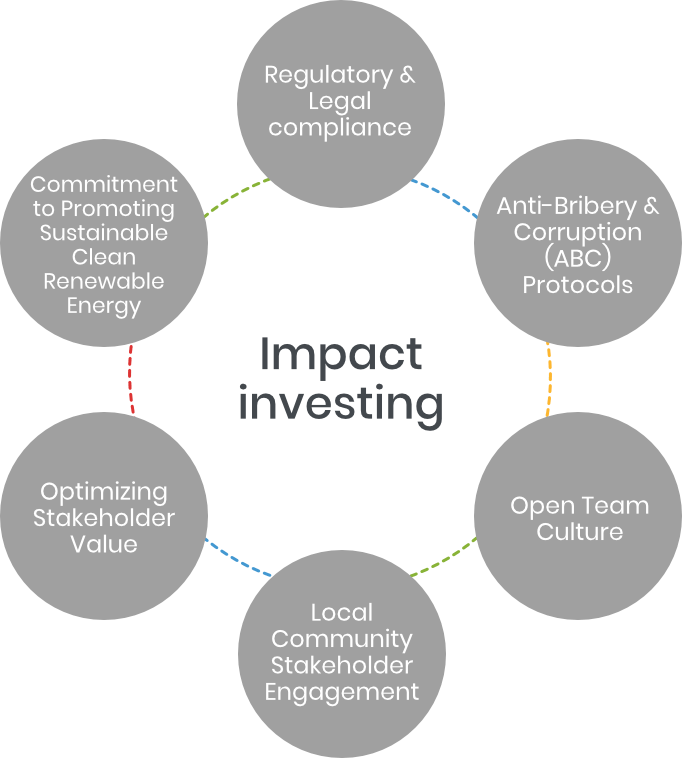 Regulatory &
Legal
compliance
Commitment
to Promoting
Sustainable
Clean
Renewable
Energy
Anti-Bribery &
Corruption
(ABC)
Protocols
Impact
investing
Optimizing
Stakeholder
Value
Open Team
Culture
Local
Community
Stakeholder
Engagement